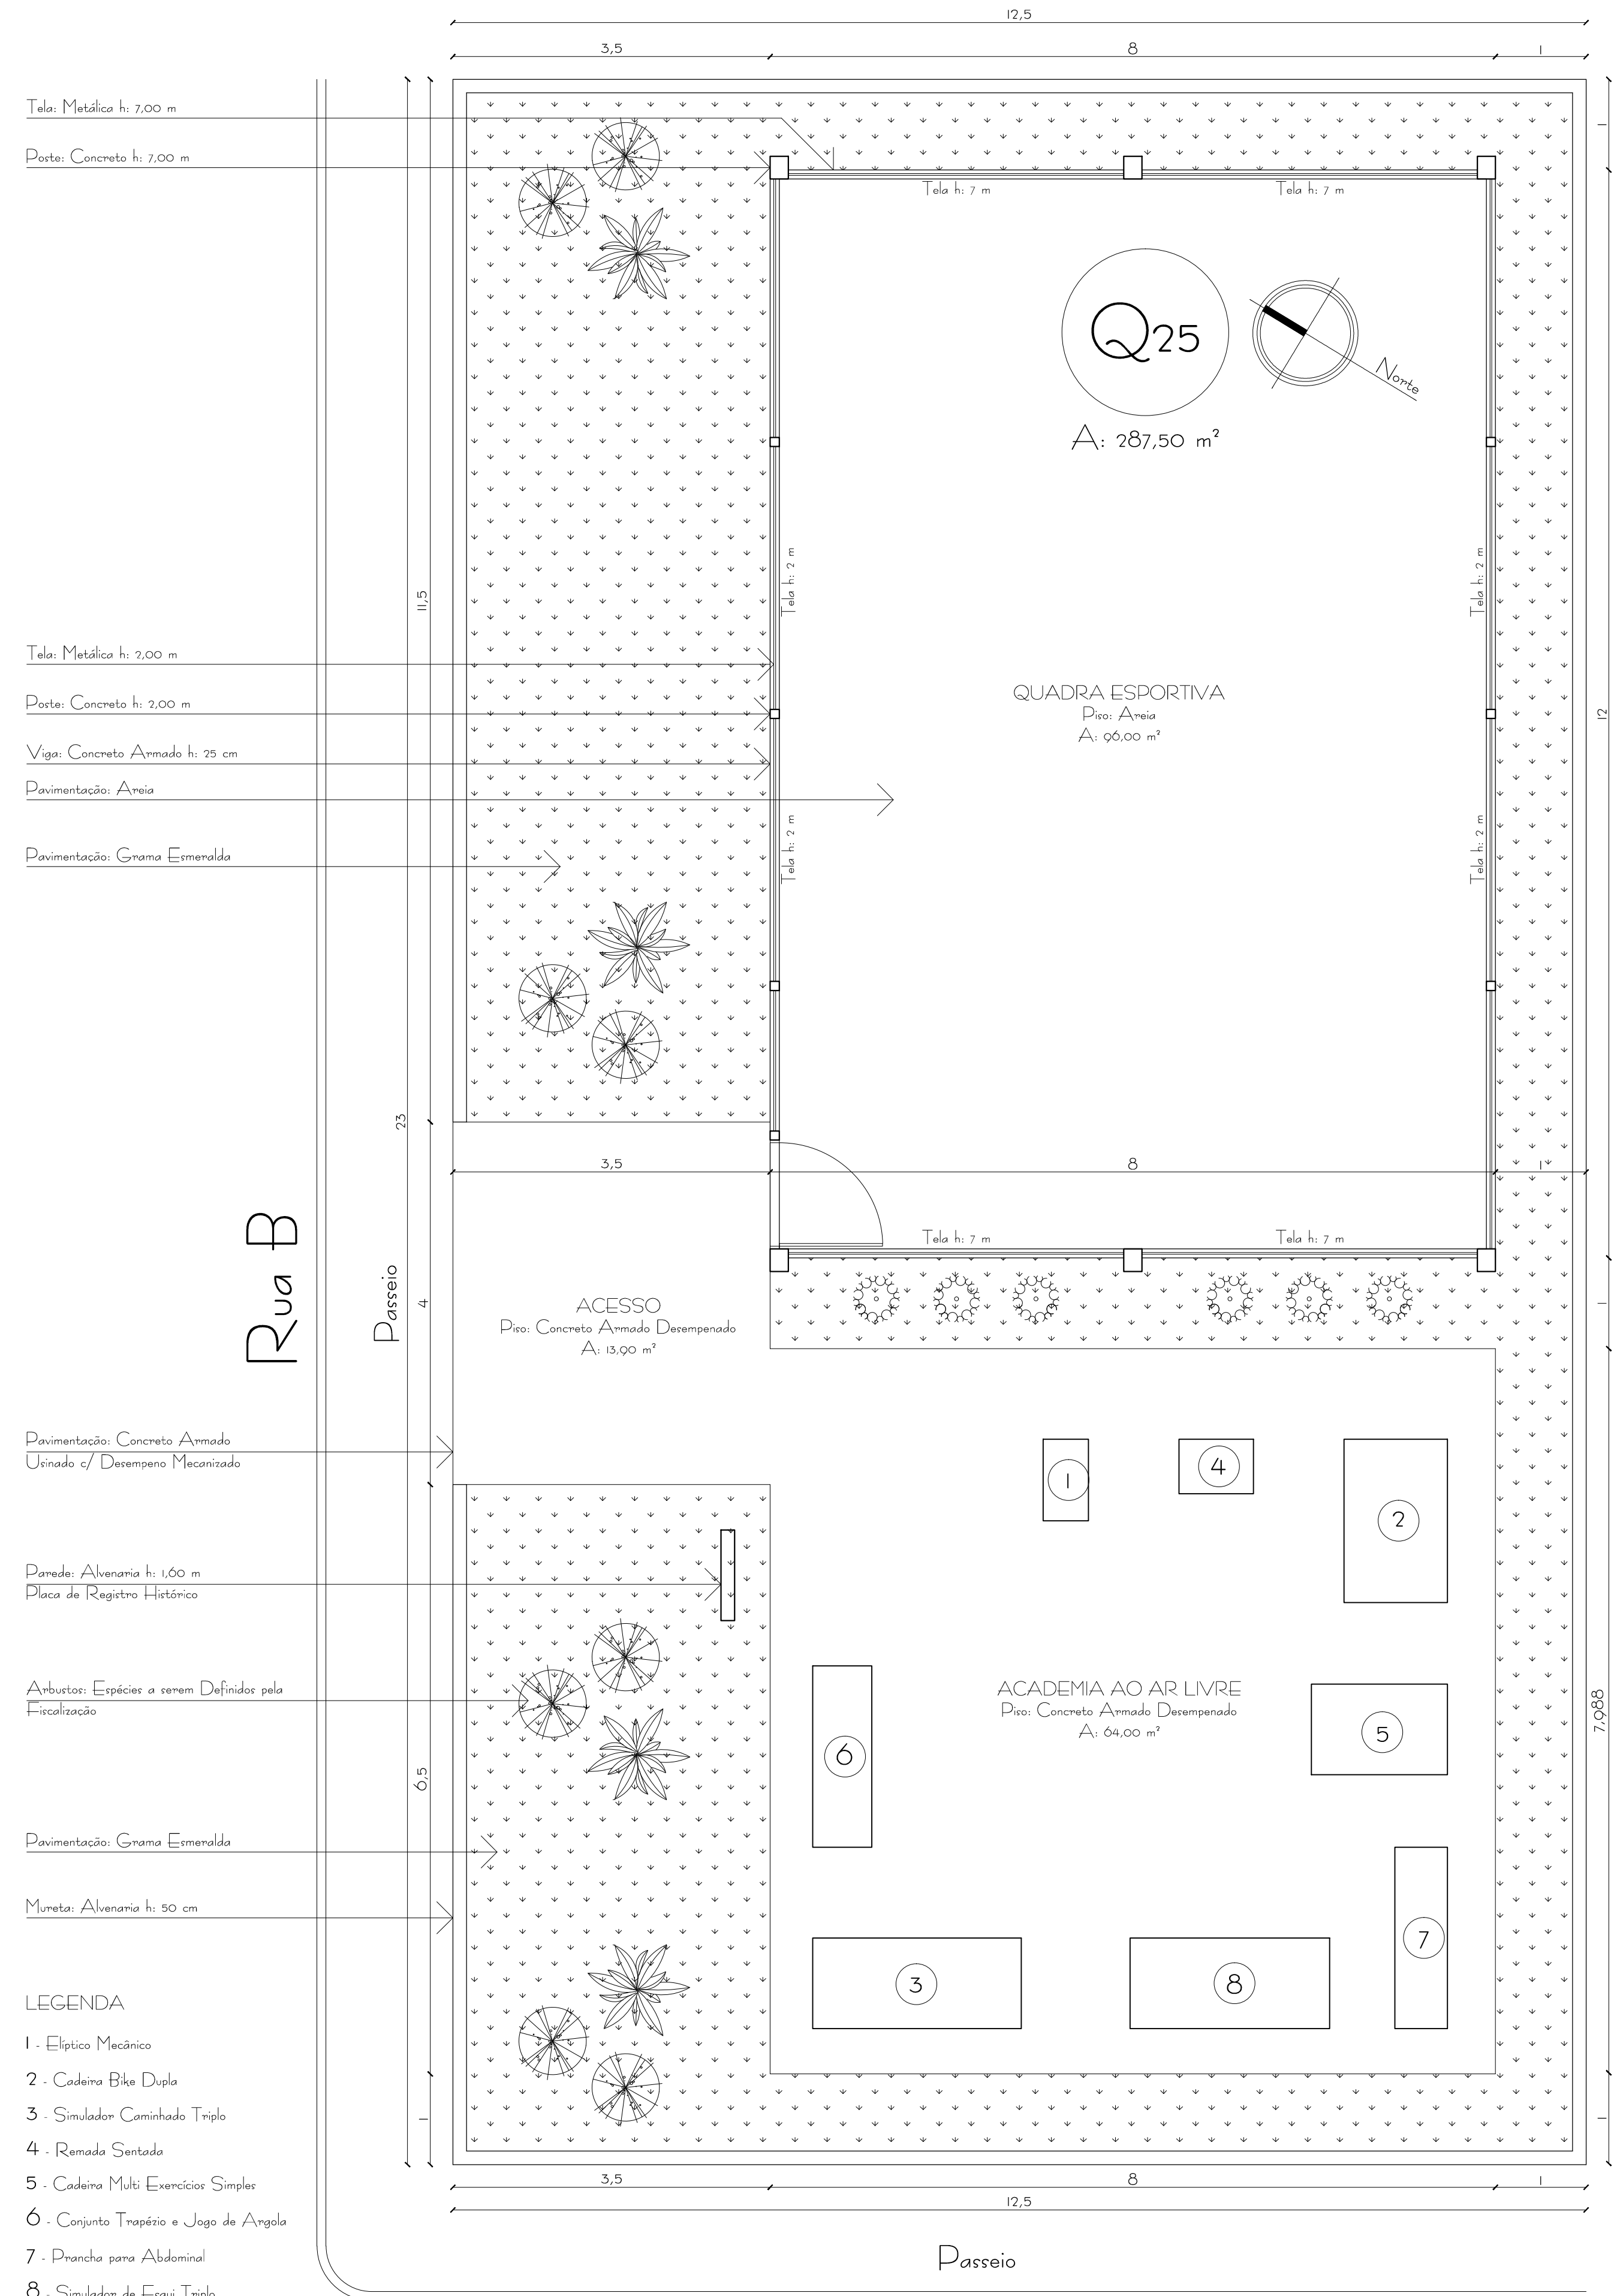 12,5
3,5
8
1
Tela: Metálica h: 7,00 m
Poste: Concreto h: 7,00 m
1
Tela h: 7 m
Tela h: 7 m
Q25
Norte
A: 287,50 m²
11,5
Tela h: 2 m
Tela h: 2 m
Tela: Metálica h: 2,00 m
Poste: Concreto h: 2,00 m
Viga: Concreto Armado h: 25 cm
Pavimentação: Areia
QUADRA ESPORTIVA
Piso: Areia
A: 96,00 m²
12
Tela h: 2 m
Tela h: 2 m
Pavimentação: Grama Esmeralda
23
3,5
8
1
Tela h: 7 m
Tela h: 7 m
Rua B
Passeio
4
ACESSO
Piso: Concreto Armado Desempenado
A: 13,90 m²
1
Pavimentação: Concreto Armado
Usinado c/ Desempeno Mecanizado
1
4
2
Parede: Alvenaria h: 1,60 m
Placa de Registro Histórico
Arbustos: Espécies a serem Definidos pela
Fiscalização
ACADEMIA AO AR LIVRE
Piso: Concreto Armado Desempenado
A: 64,00 m²
7,988
6
5
6,5
Pavimentação: Grama Esmeralda
Mureta: Alvenaria h: 50 cm
7
3
8
LEGENDA
1 - Elíptico Mecânico
2 - Cadeira Bike Dupla
3 - Simulador Caminhado Triplo
4 - Remada Sentada
5 - Cadeira Multi Exercícios Simples
6 - Conjunto Trapézio e Jogo de Argola
7 - Prancha para Abdominal
8 - Simulador de Esqui Triplo
1
1
3,5
8
1
12,5
Passeio